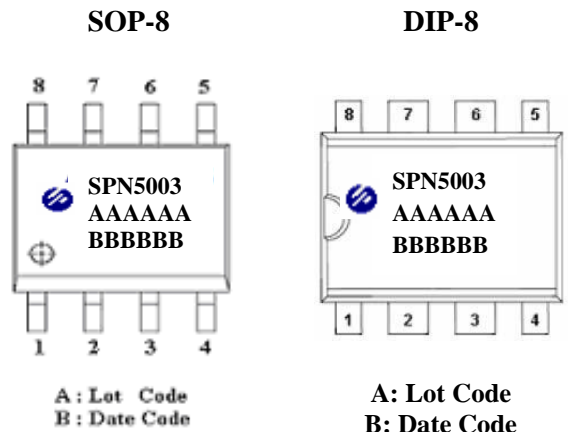 SOP-8
DIP-8
8 7 6 5
SPN5003
AAAAAA
BBBBBB
1 2 3 4
A : Lot Code
B : Date Code
8 7 6 5
SPN5003
AAAAAA
BBBBBB
1 2 3 4
A: Lot Code
B: Date Code